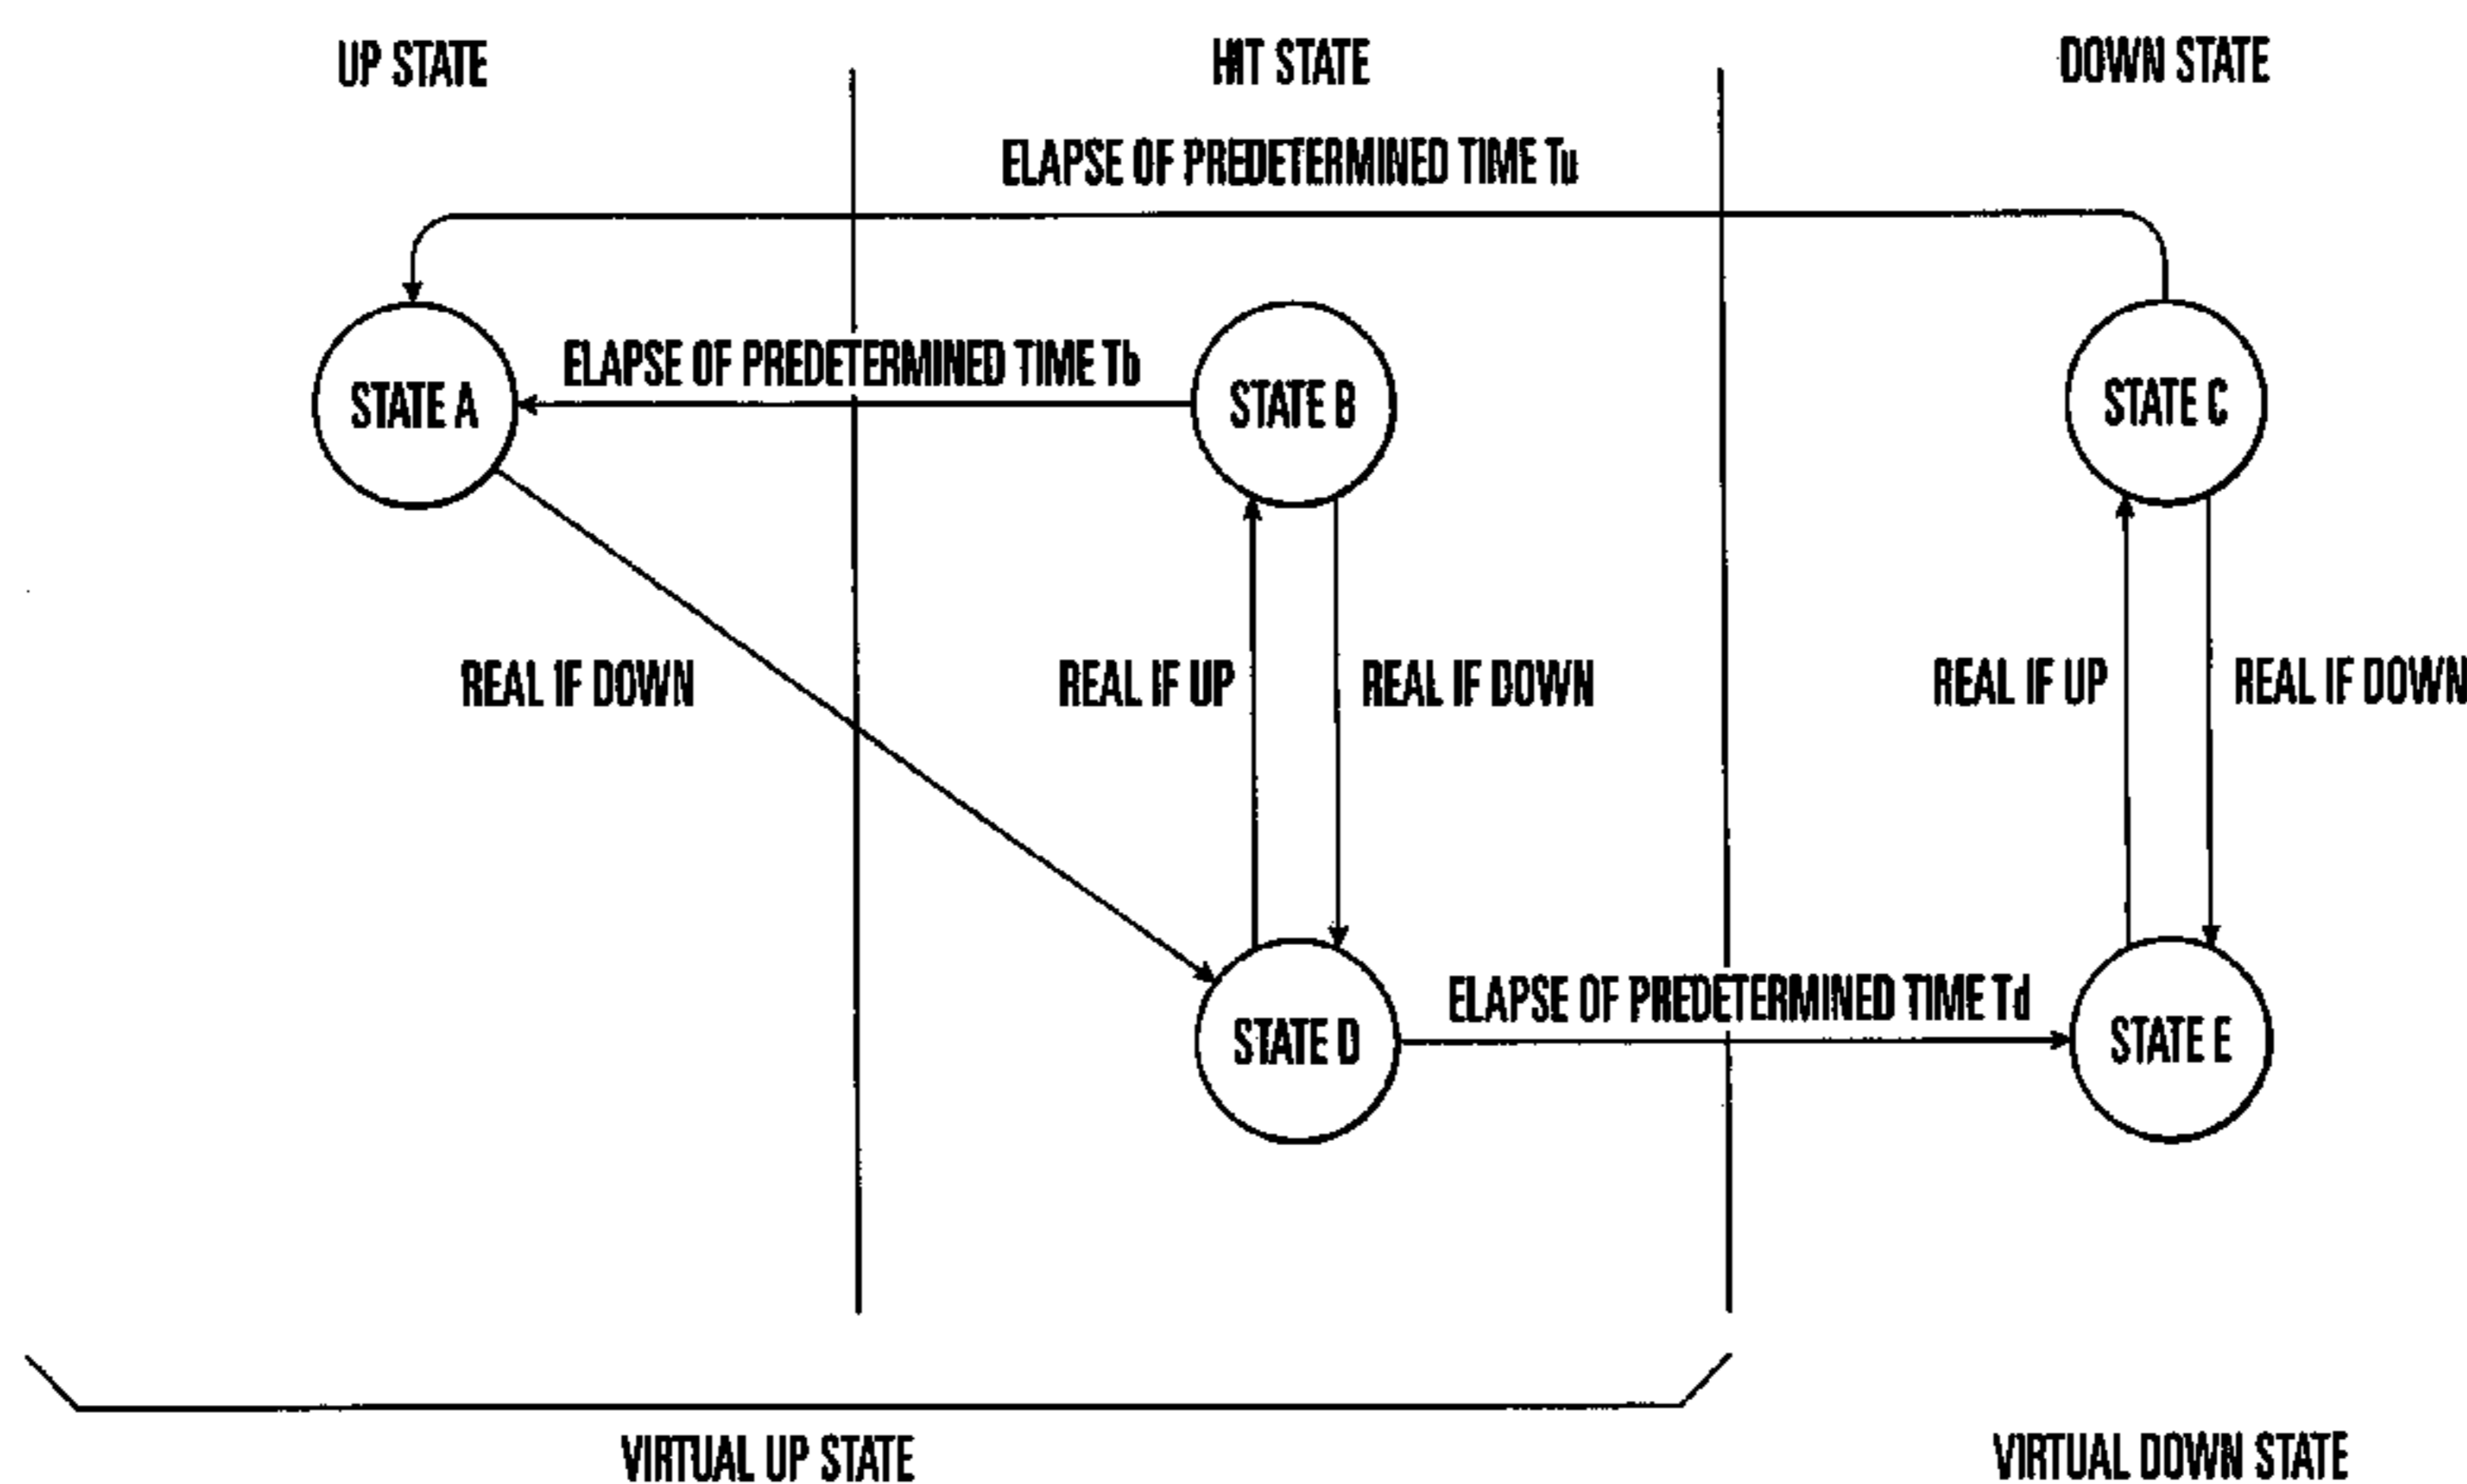 UP STATE
HIT STATE
DOWN STATE
ELAPSE OF PREDETERMINED TIME Tu
STATE A
ELAPSE OF PREDETERMINED TIME Tb
STATE B
STATE C
REAL IF DOWN
REAL IF UP
REAL IF DOWN
REAL IF UP
REAL IF DOWN
STATE D
ELAPSE OF PREDETERMINED TIME Td
STATE E
VIRTUAL UP STATE
VIRTUAL DOWN STATE